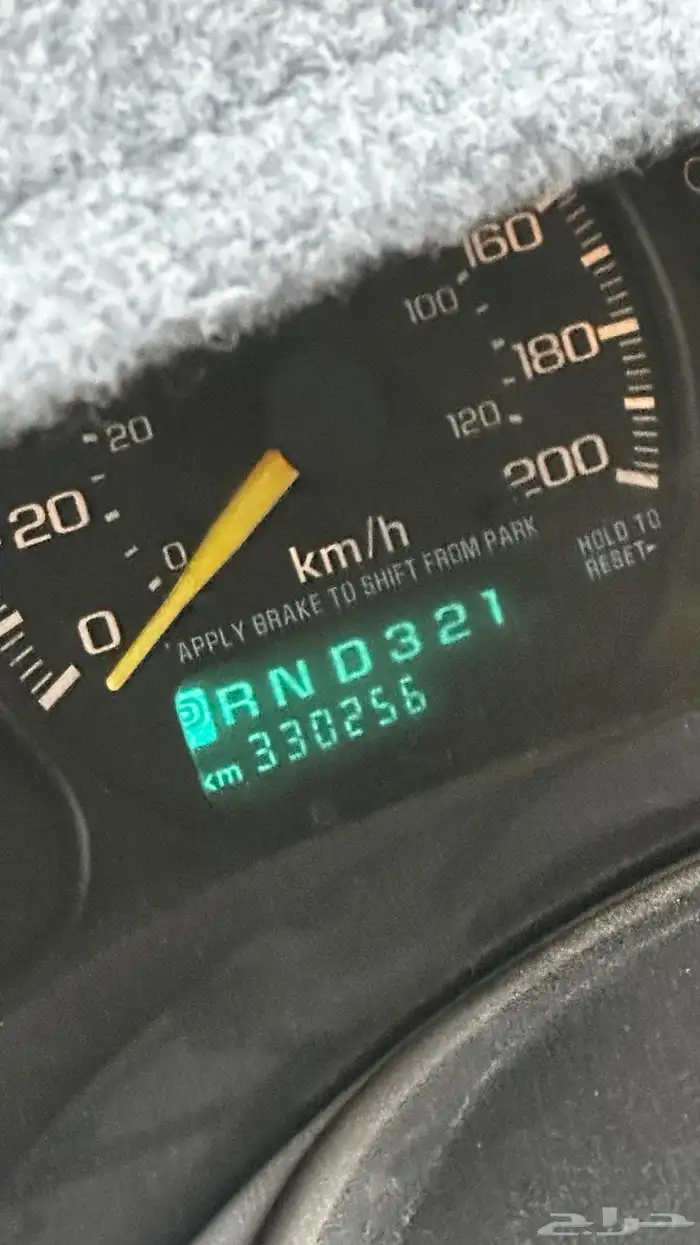 160
100
180
120
200
20
20
0
0
km/h
APPLY BRAKE TO SHIFT FROM PARK
HOLD TO
RESET
PRND321
km 330256
حراج